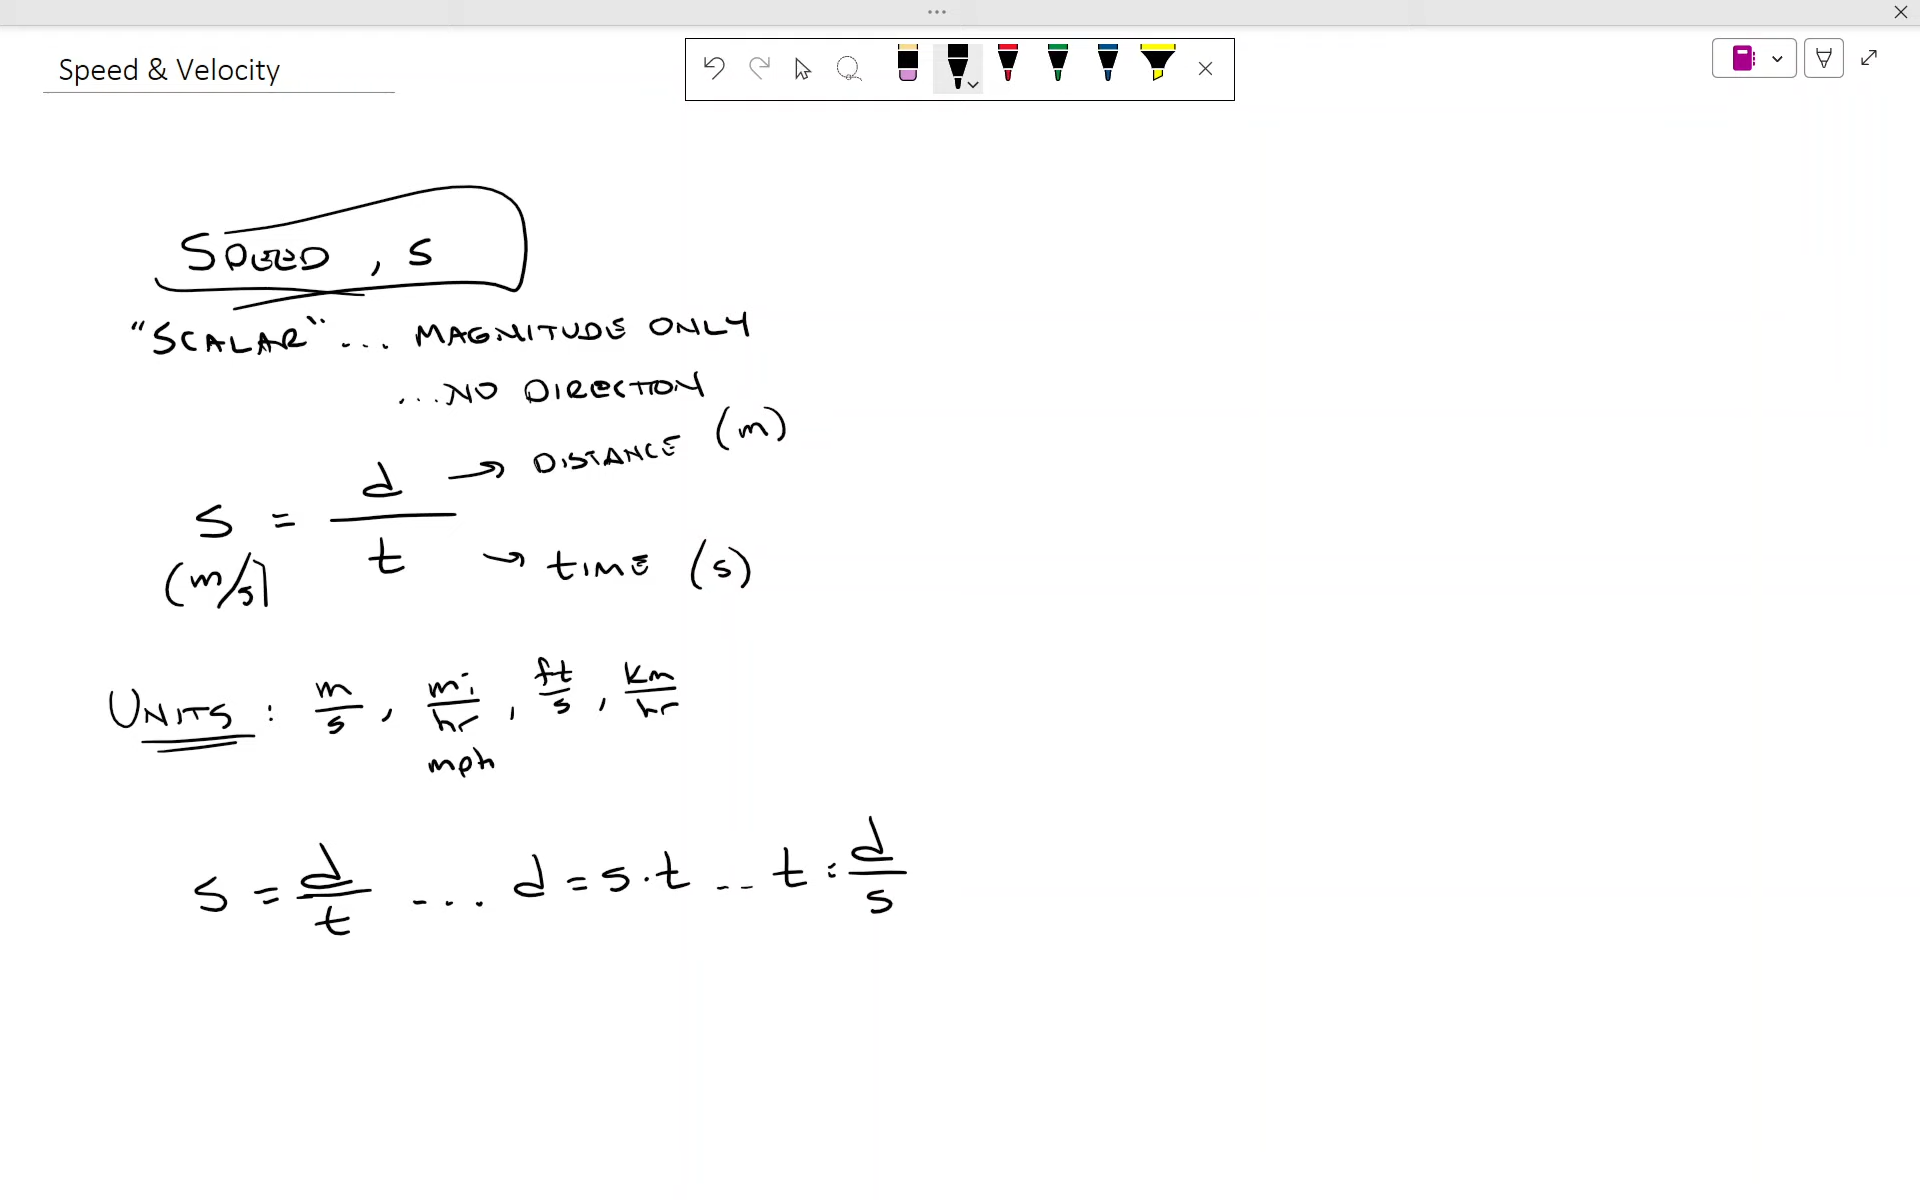 Speed & Velocity
SPEED, s
"SCALAR" ... MAGNITUDE ONLY
...NO DIRECTION
s = d/t
d → DISTANCE (m)
t → time (s)
(m/s)
UNITS: m/s, mi/hr, ft/s, km/hr
mph
s = d/t .... d = s·t ... t = d/s